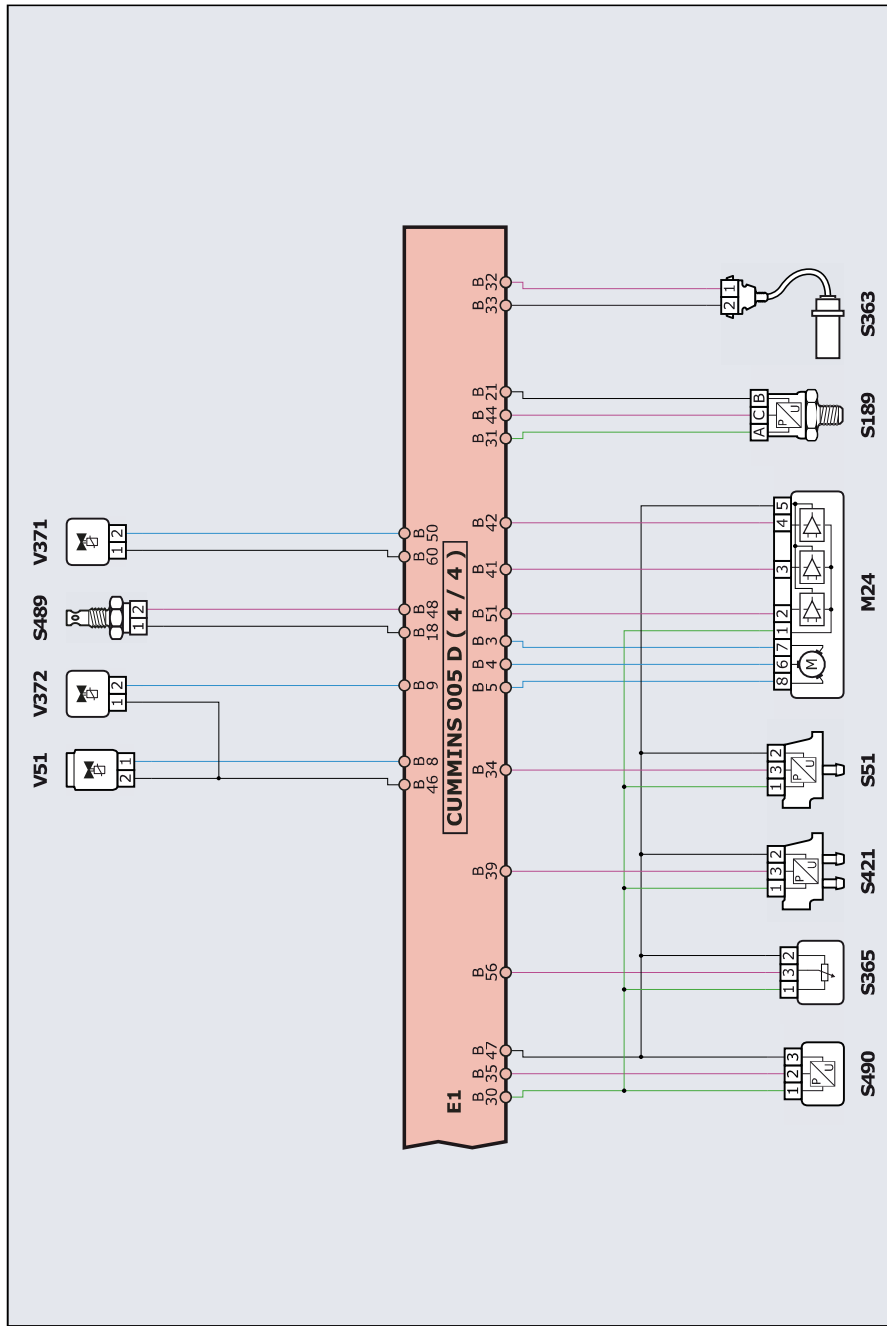 V51 V372 S489 V371
2 1 1 2 1 2 1 2
B B B B B B B
46 8 9 18 48 60 50
CUMMINS 005 D ( 4 / 4 )
E1
B B B B B B B B B B B B B B B B B
30 35 47 56 39 34 5 4 3 51 41 42 31 44 21 33 32
1 2 3 1 3 2 1 3 2 1 3 2 8 6 7 1 2 3 4 5 A C B 2 1
P U P U P U M P U
S490 S365 S421 S51 M24 S189 S363